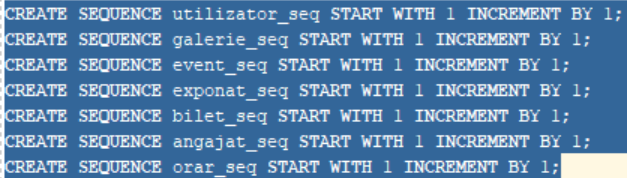 CREATE SEQUENCE utilizator_seq START WITH 1 INCREMENT BY 1;
CREATE SEQUENCE galerie_seq START WITH 1 INCREMENT BY 1;
CREATE SEQUENCE event_seq START WITH 1 INCREMENT BY 1;
CREATE SEQUENCE exponat_seq START WITH 1 INCREMENT BY 1;
CREATE SEQUENCE bilet_seq START WITH 1 INCREMENT BY 1;
CREATE SEQUENCE angajat_seq START WITH 1 INCREMENT BY 1;
CREATE SEQUENCE orar_seq START WITH 1 INCREMENT BY 1;